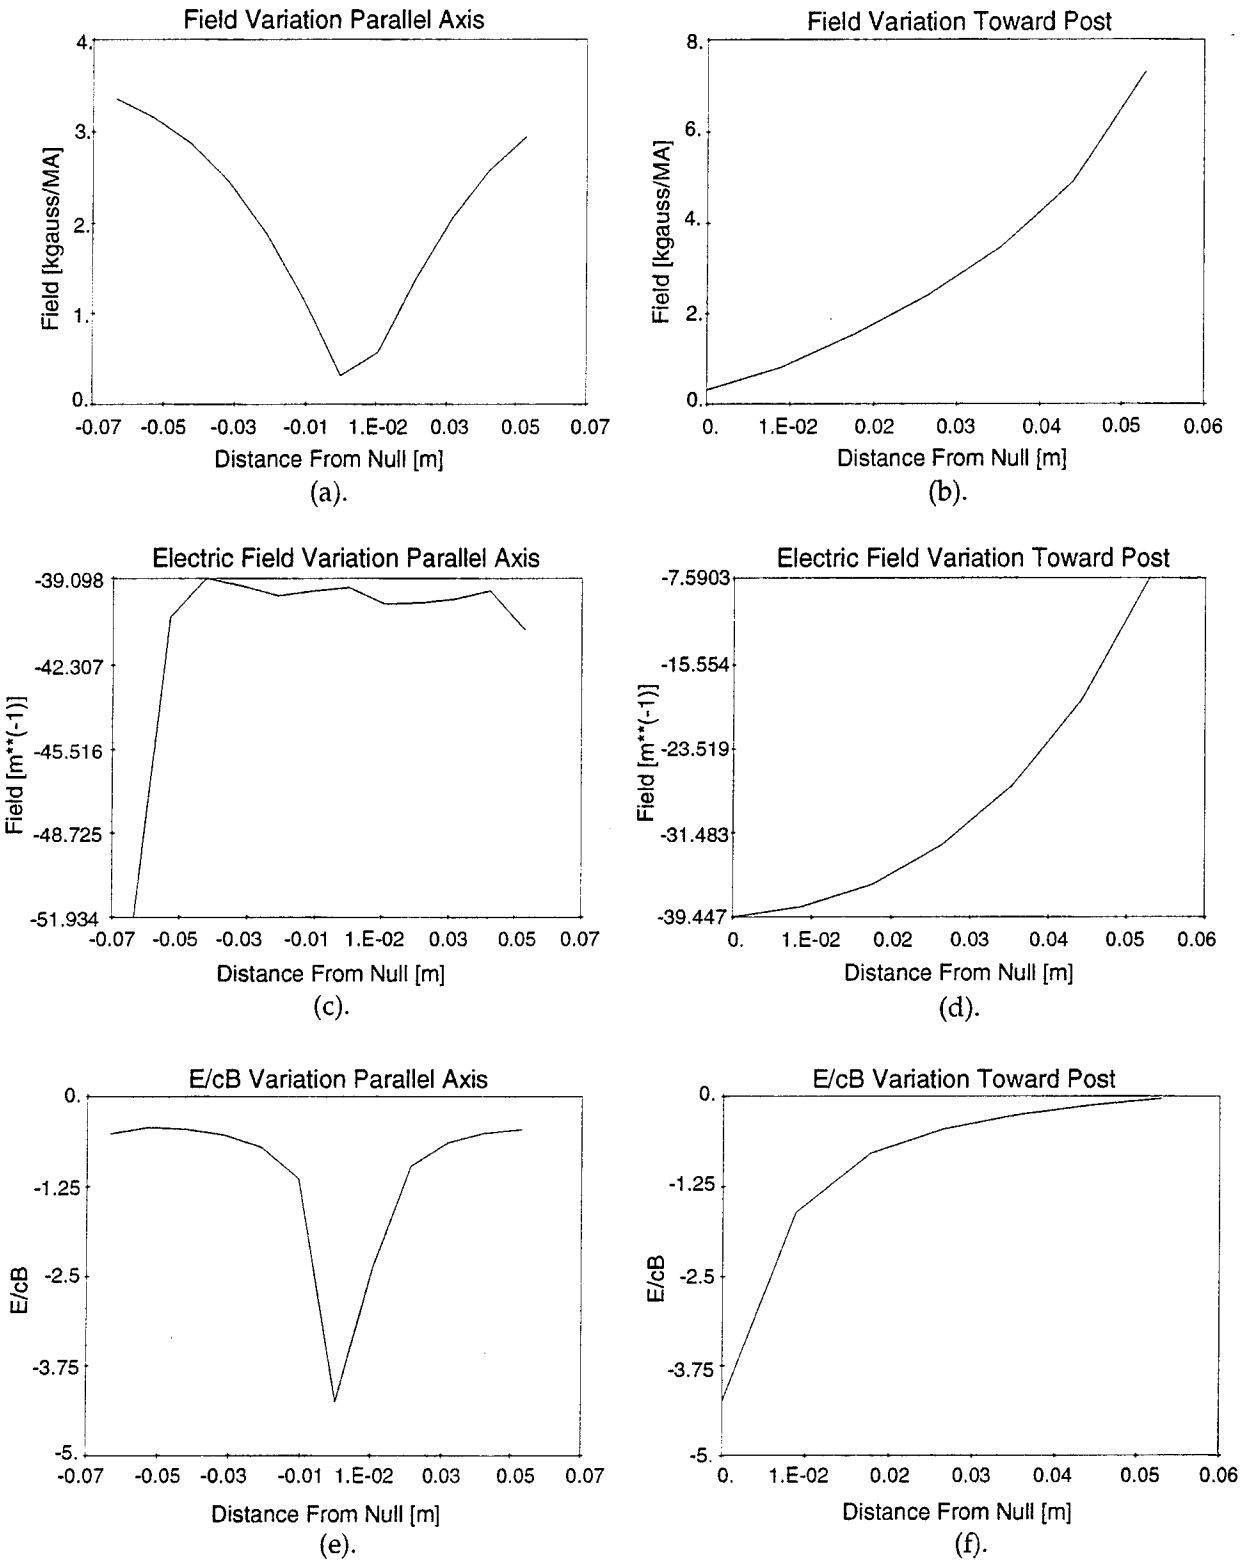 Field Variation Parallel Axis
4.
3.
2.
1.
0.
Field [kgauss/MA]
-0.07 -0.05 -0.03 -0.01 1.E-02 0.03 0.05 0.07
Distance From Null [m]
(a).
Field Variation Toward Post
8.
6.
4.
2.
0.
Field [kgauss/MA]
0. 1.E-02 0.02 0.03 0.04 0.05 0.06
Distance From Null [m]
(b).
Electric Field Variation Parallel Axis
-39.098
-42.307
-45.516
-48.725
-51.934
Field [m**(-1)]
-0.07 -0.05 -0.03 -0.01 1.E-02 0.03 0.05 0.07
Distance From Null [m]
(c).
Electric Field Variation Toward Post
-7.5903
-15.554
-23.519
-31.483
-39.447
Field [m**(-1)]
0. 1.E-02 0.02 0.03 0.04 0.05 0.06
Distance From Null [m]
(d).
E/cB Variation Parallel Axis
0.
-1.25
-2.5
-3.75
-5.
E/cB
-0.07 -0.05 -0.03 -0.01 1.E-02 0.03 0.05 0.07
Distance From Null [m]
(e).
E/cB Variation Toward Post
0.
-1.25
-2.5
-3.75
-5.
E/cB
0. 1.E-02 0.02 0.03 0.04 0.05 0.06
Distance From Null [m]
(f).